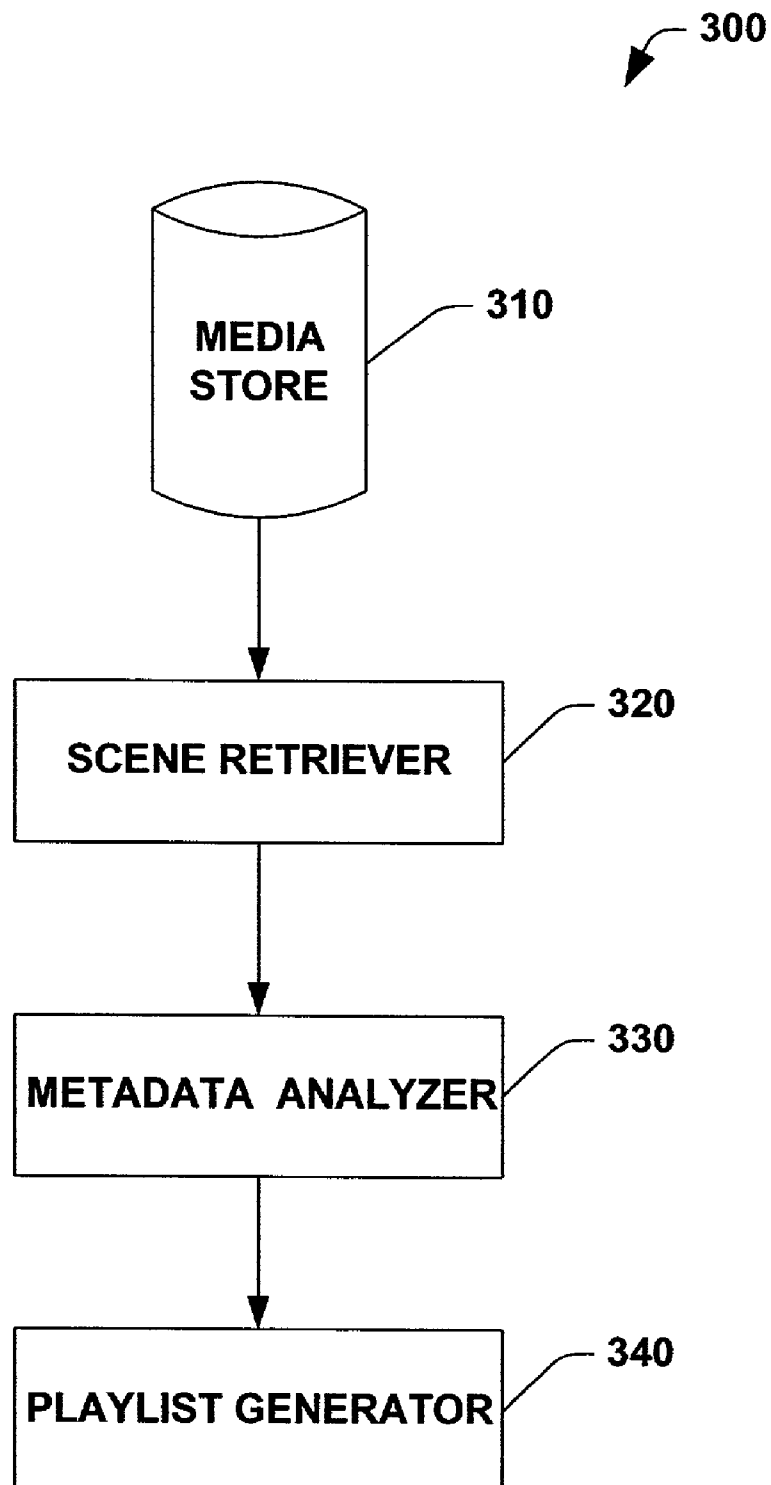 300
MEDIA
STORE
310
SCENE RETRIEVER
320
METADATA ANALYZER
330
PLAYLIST GENERATOR
340